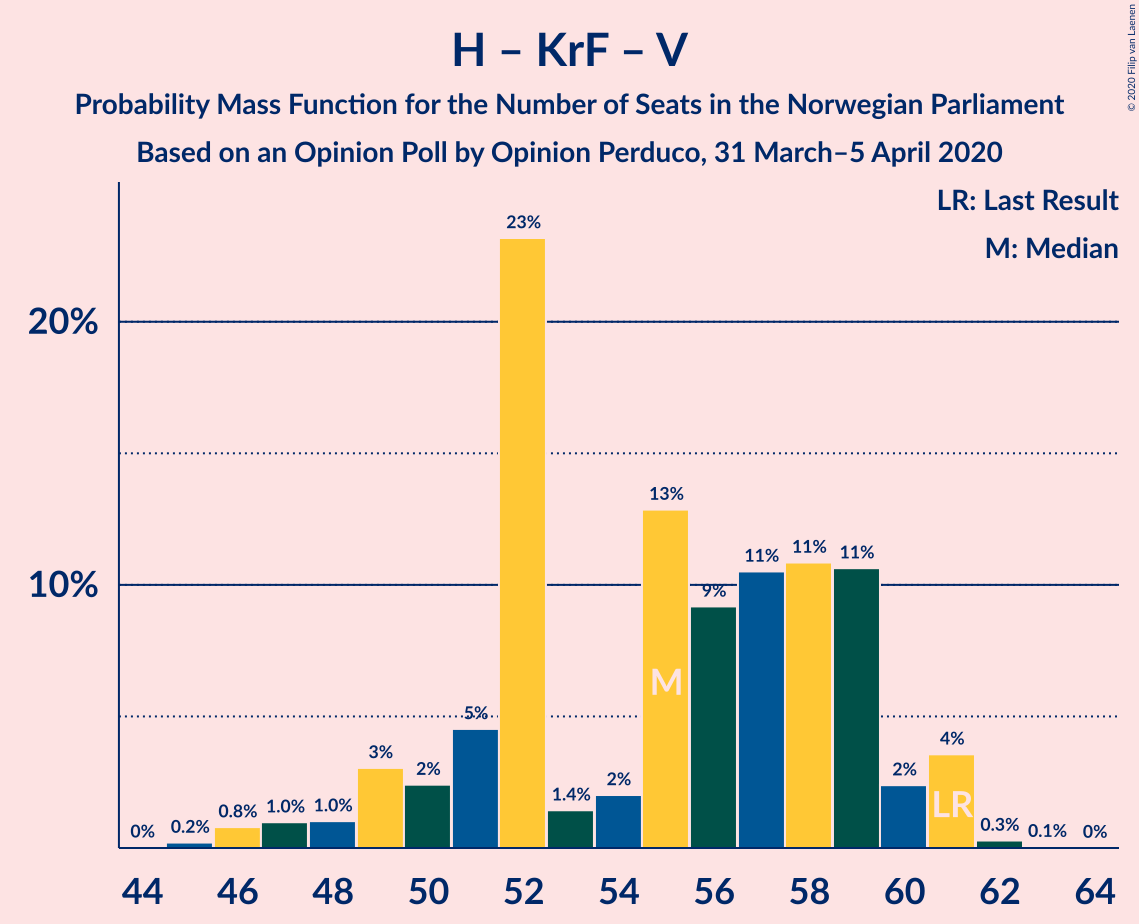 H – KrF – V
Probability Mass Function for the Number of Seats in the Norwegian Parliament
Based on an Opinion Poll by Opinion Perduco, 31 March–5 April 2020
© 2020 Filip van Laenen
LR: Last Result
M: Median
20%
10%
0%
0.2%
0.8%
1.0%
1.0%
3%
2%
5%
23%
1.4%
2%
13%
9%
11%
11%
11%
2%
4%
0.3%
0.1%
0%
M
LR
44 46 48 50 52 54 56 58 60 62 64